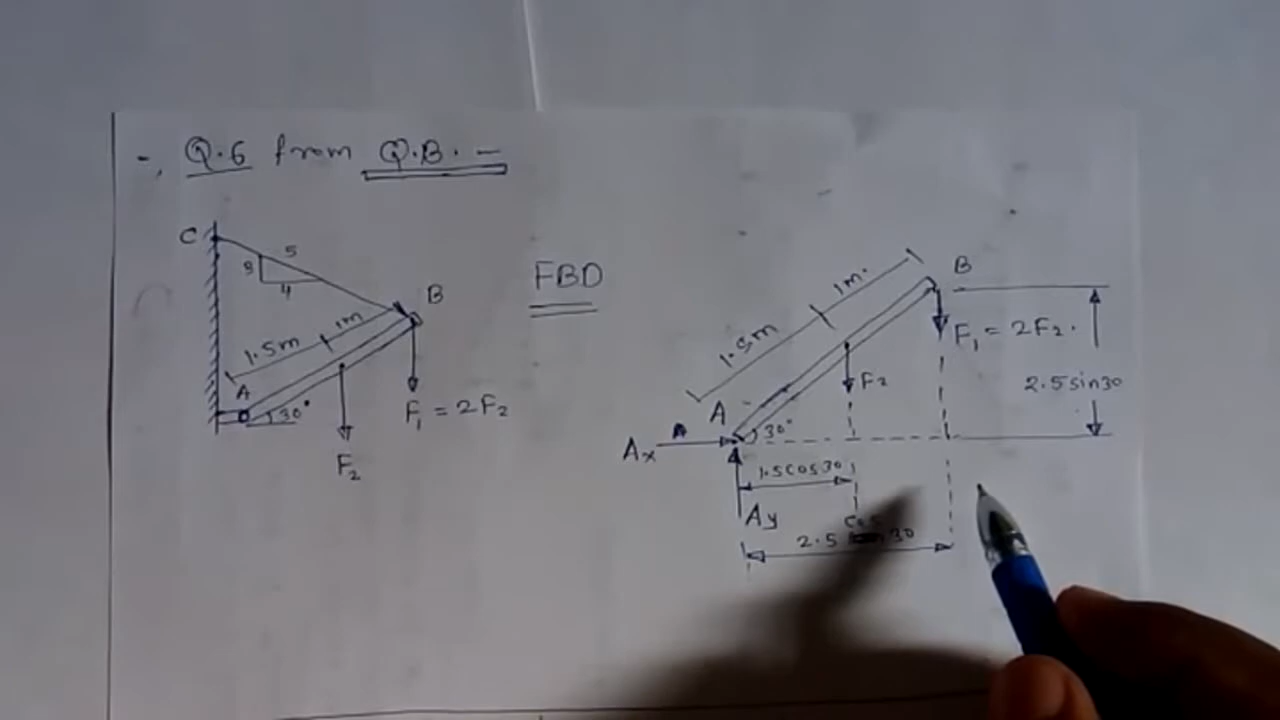 Q.6 from Q.B. -
C
5
3
4
B
1m
1.5m
A
30°
F₁ = 2F₂
F₂
FBD
B
1m.
1.5m
F₁ = 2F₂.
F₂
2.5 sin30
A
30°
Ax
1.5cos30
Ay
cos
2.5 30